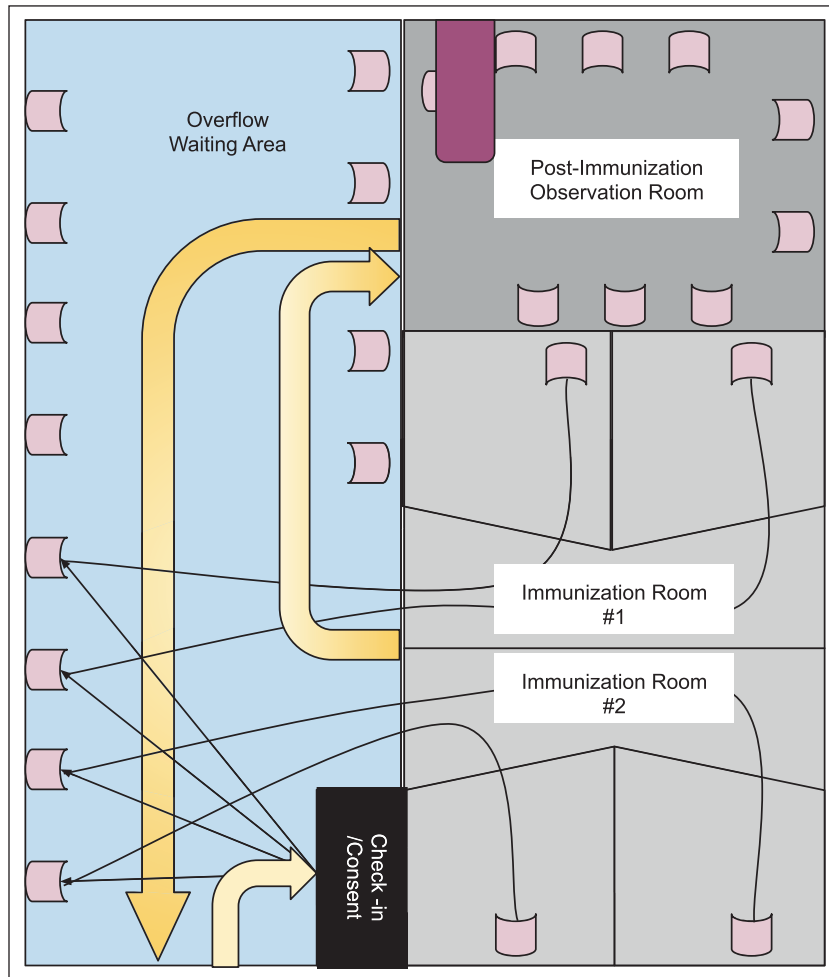 Overflow
Waiting Area
Post-Immunization
Observation Room
Immunization Room
#1
Immunization Room
#2
Check -in
/Consent